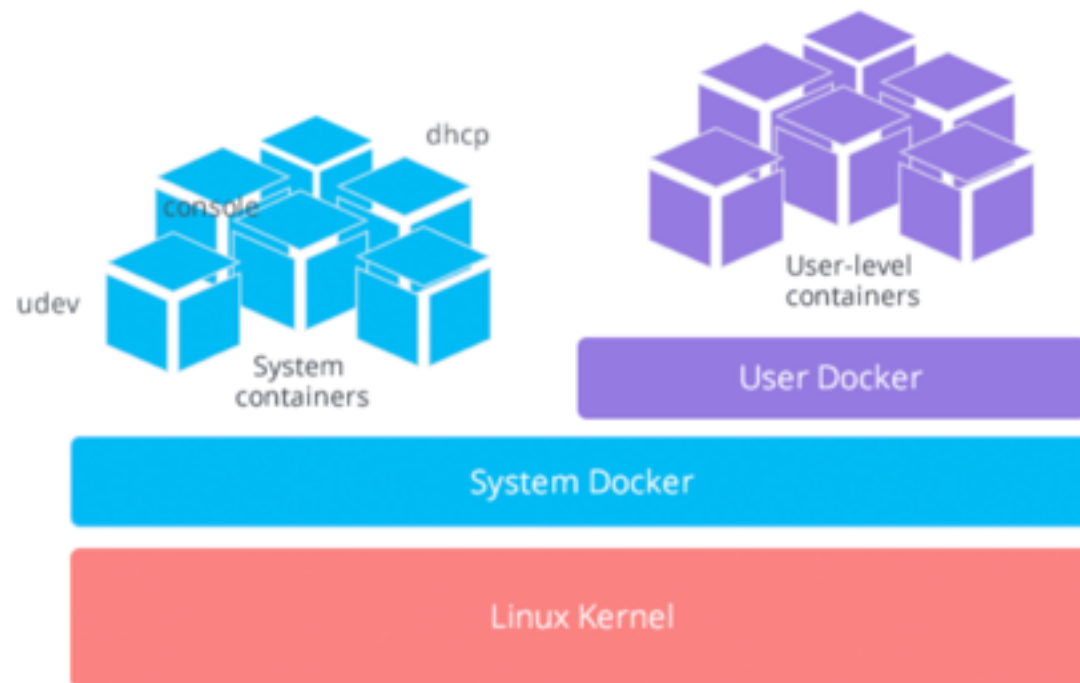 dhcp
console
udev
System
containers
User-level
containers
User Docker
System Docker
Linux Kernel